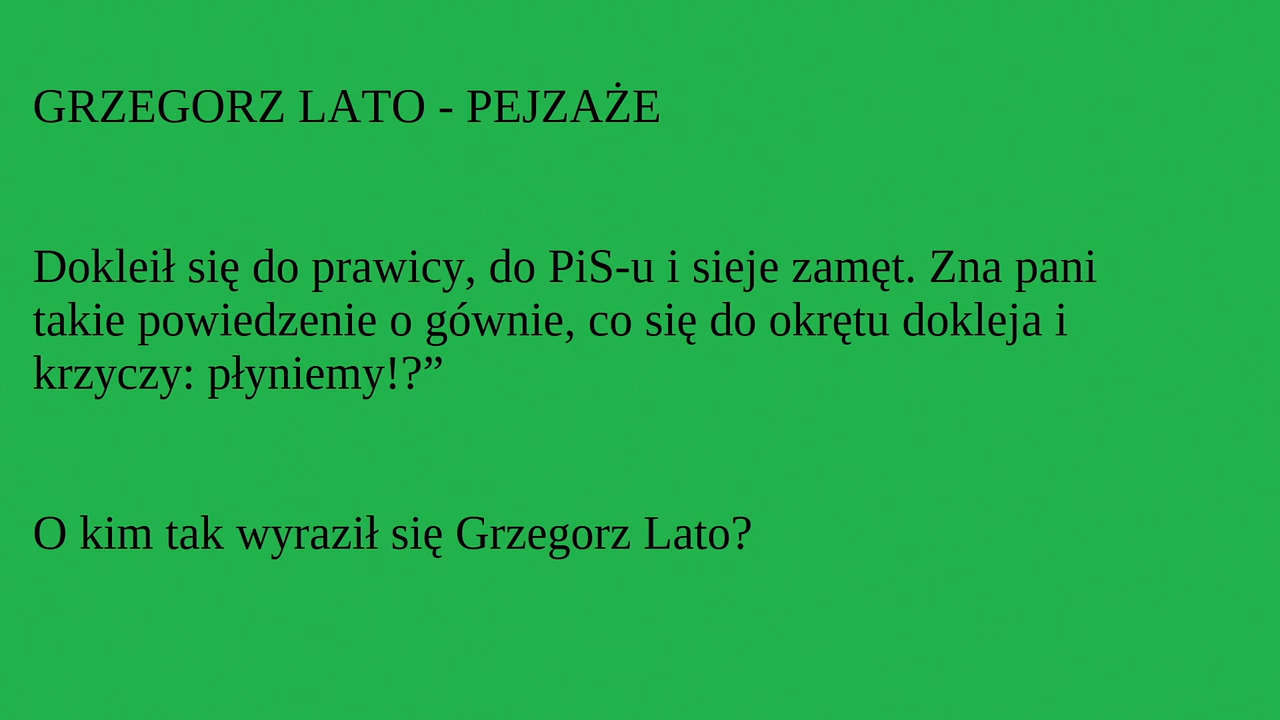 GRZEGORZ LATO - PEJZAŻE
Dokleił się do prawicy, do PiS-u i sieje zamęt. Zna pani
takie powiedzenie o gównie, co się do okrętu dokleja i
krzyczy: płyniemy!?”
O kim tak wyraził się Grzegorz Lato?